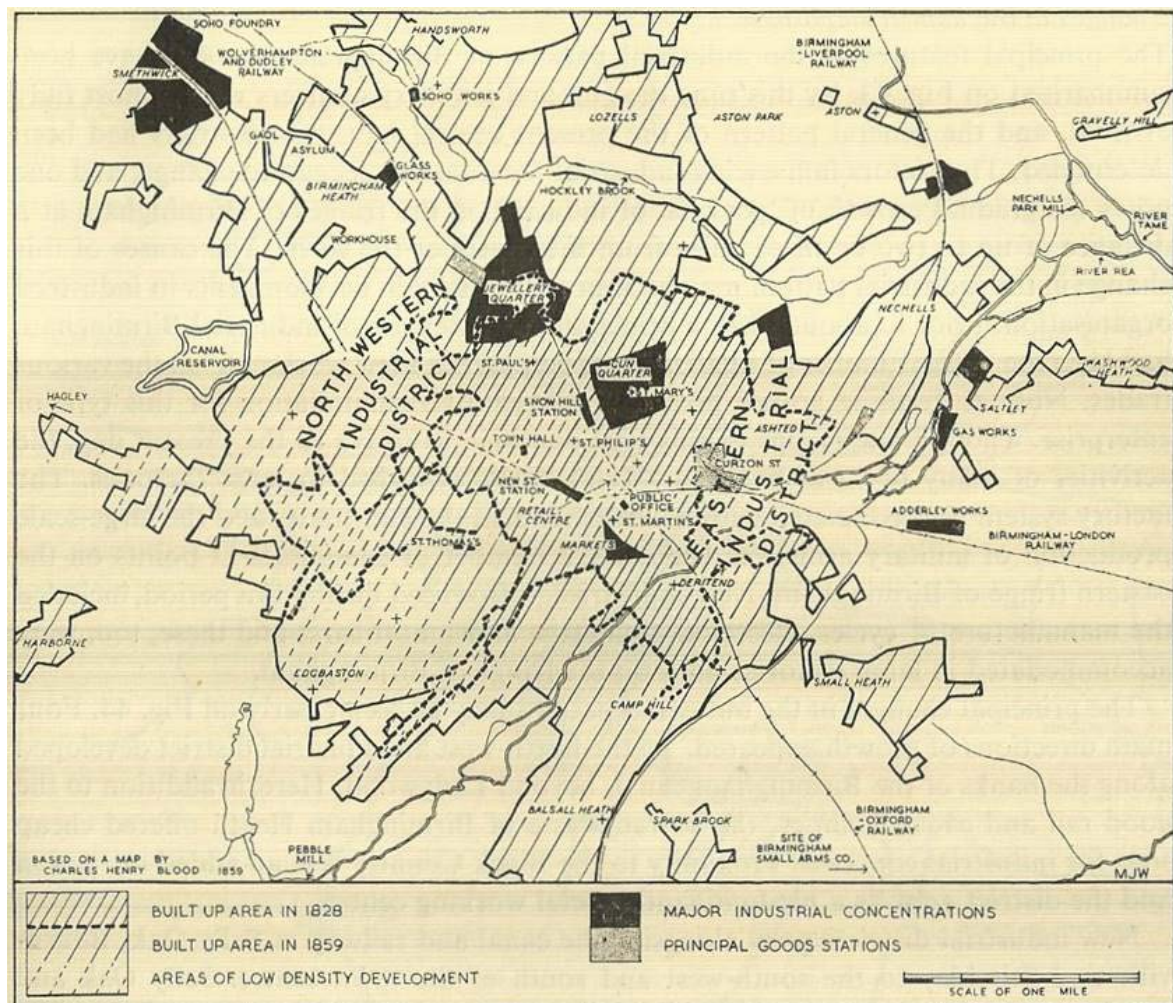 SOHO FOUNDRY
WOLVERHAMPTON
AND DUDLEY
RAILWAY
HANDSWORTH
BIRMINGHAM
-LIVERPOOL
RAILWAY
SMETHWICK
SOHO WORKS
LOZELLS
ASTON PARK
ASTON
GRAVELLY HILL
GAOL
ASYLUM
GLASS
WORKS
BIRMINGHAM
HEATH
HOCKLEY BROOK
NECHELLS
PARK MILL
RIVER
TAME
WORKHOUSE
RIVER REA
JEWELLERY
QUARTER
NECHELLS
CANAL
RESERVOIR
NORTH WESTERN
INDUSTRIAL
DISTRICT
ST. PAUL'S
GUN
QUARTER
ST. MARY'S
WASHWOOD
HEATH
HAGLEY
SNOW HILL
STATION
SALTLEY
ASHTED
GAS WORKS
TOWN HALL
ST. PHILIP'S
EASTERN
INDUSTRIAL
DISTRICT
CURZON ST.
NEW ST.
STATION
PUBLIC
OFFICE
RETAIL
CENTRE
ST. MARTIN'S
ADDERLEY WORKS
BIRMINGHAM-LONDON
RAILWAY
ST. THOMAS'S
MARKETS
DERITEND
HARBORNE
EDGBASTON
CAMP HILL
SMALL HEATH
BALSALL HEATH
SPARK BROOK
BIRMINGHAM
-OXFORD
RAILWAY
PEBBLE
MILL
SITE OF
BIRMINGHAM
SMALL ARMS CO.
BASED ON A MAP BY
CHARLES HENRY BLOOD 1859
MJW
BUILT UP AREA IN 1828
BUILT UP AREA IN 1859
AREAS OF LOW DENSITY DEVELOPMENT
MAJOR INDUSTRIAL CONCENTRATIONS
PRINCIPAL GOODS STATIONS
SCALE OF ONE MILE